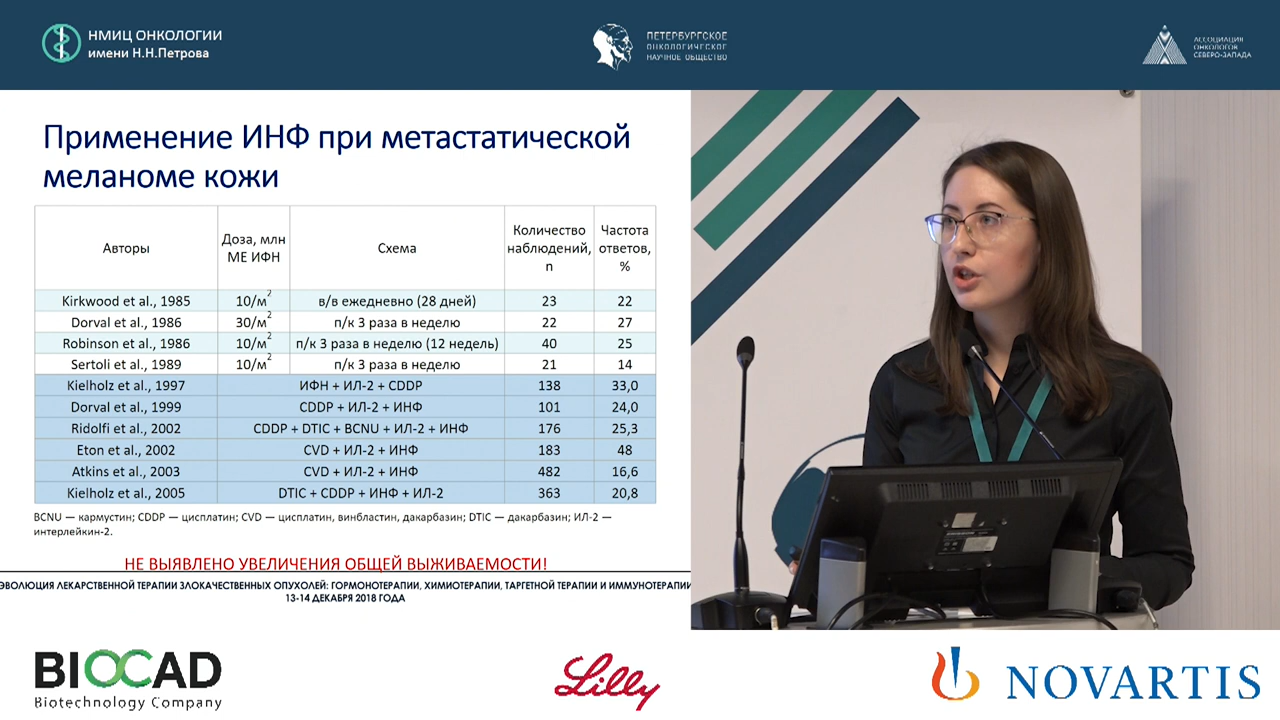 НМИЦ ОНКОЛОГИИ
имени Н.Н.Петрова
ПЕТЕРБУРГСКОЕ
ОНКОЛОГИЧЕСКОЕ
НАУЧНОЕ ОБЩЕСТВО
АССОЦИАЦИЯ
ОНКОЛОГОВ
СЕВЕРО-ЗАПАДА
Применение ИНФ при метастатической
меланоме кожи
Авторы | Доза, млн МЕ ИФН | Схема | Количество наблюдений, n | Частота ответов, %
Kirkwood et al., 1985 | 10/м² | в/в ежедневно (28 дней) | 23 | 22
Dorval et al., 1986 | 30/м² | п/к 3 раза в неделю | 22 | 27
Robinson et al., 1986 | 10/м² | п/к 3 раза в неделю (12 недель) | 40 | 25
Sertoli et al., 1989 | 10/м² | п/к 3 раза в неделю | 21 | 14
Kielholz et al., 1997 | ИФН + ИЛ-2 + CDDP | 138 | 33,0
Dorval et al., 1999 | CDDP + ИЛ-2 + ИНФ | 101 | 24,0
Ridolfi et al., 2002 | CDDP + DTIC + BCNU + ИЛ-2 + ИНФ | 176 | 25,3
Eton et al., 2002 | CVD + ИЛ-2 + ИНФ | 183 | 48
Atkins et al., 2003 | CVD + ИЛ-2 + ИНФ | 482 | 16,6
Kielholz et al., 2005 | DTIC + CDDP + ИНФ + ИЛ-2 | 363 | 20,8
BCNU — кармустин; CDDP — цисплатин; CVD — цисплатин, винбластин, дакарбазин; DTIC — дакарбазин; ИЛ-2 —
интерлейкин-2.
НЕ ВЫЯВЛЕНО УВЕЛИЧЕНИЯ ОБЩЕЙ ВЫЖИВАЕМОСТИ!
ЭВОЛЮЦИЯ ЛЕКАРСТВЕННОЙ ТЕРАПИИ ЗЛОКАЧЕСТВЕННЫХ ОПУХОЛЕЙ: ГОРМОНОТЕРАПИИ, ХИМИОТЕРАПИИ, ТАРГЕТНОЙ ТЕРАПИИ И ИММУНОТЕРАПИИ
13-14 ДЕКАБРЯ 2018 ГОДА
BIOCAD
Biotechnology Company
Lilly
NOVARTIS